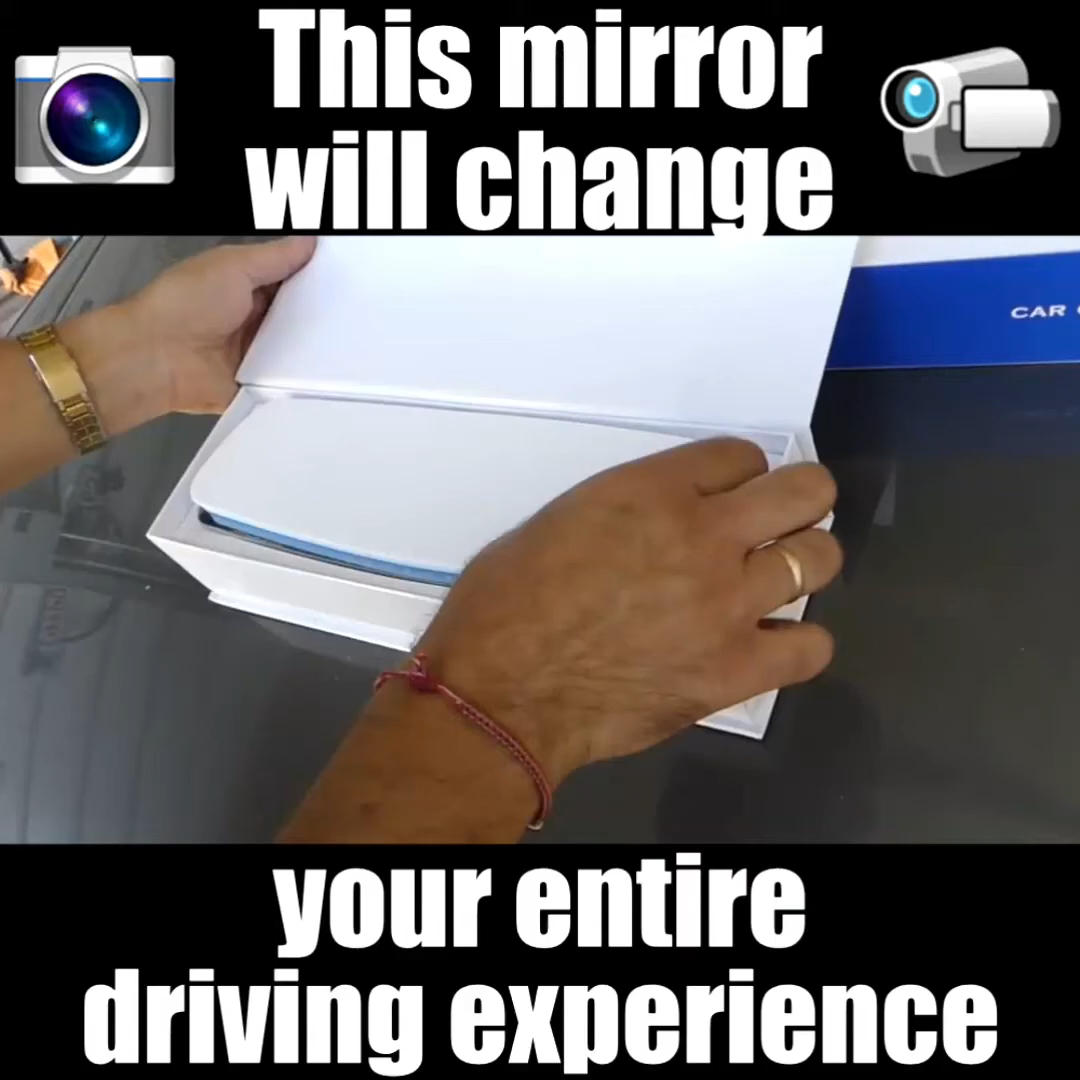 This mirror
will change
CAR
your entire
driving experience